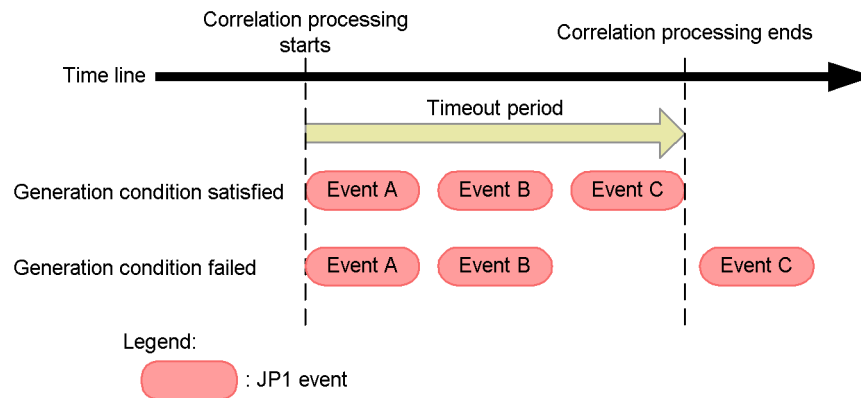 Correlation processing
starts
Correlation processing ends
Time line
Timeout period
Generation condition satisfied
Event A
Event B
Event C
Generation condition failed
Event A
Event B
Event C
Legend:
: JP1 event